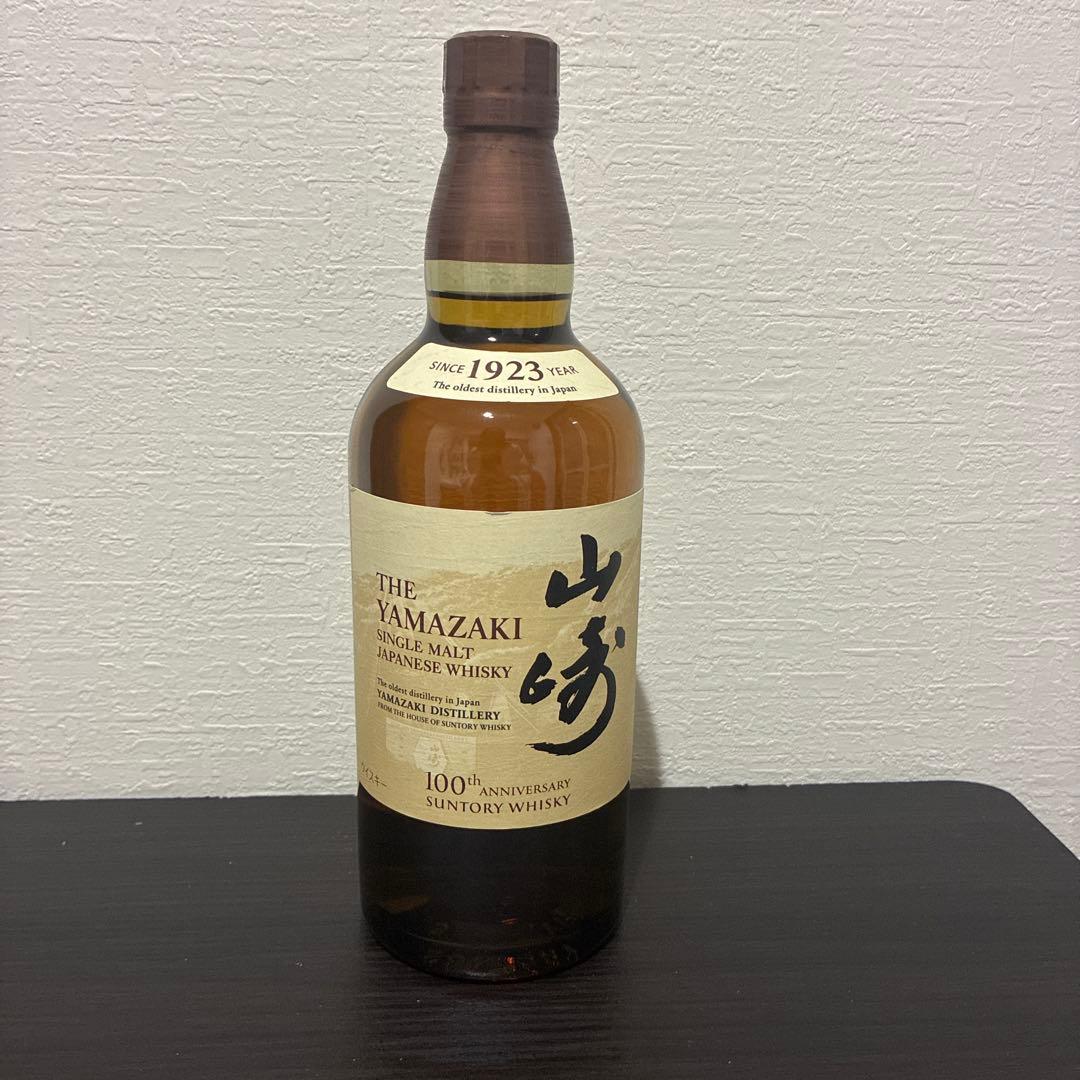 SINCE 1923 YEAR
The oldest distillery in Japan
THE
YAMAZAKI
SINGLE MALT
JAPANESE WHISKY
山崎
The oldest distillery in Japan
YAMAZAKI DISTILLERY
FROM THE HOUSE OF SUNTORY WHISKY
山崎
ウイスキー
100th ANNIVERSARY
SUNTORY WHISKY